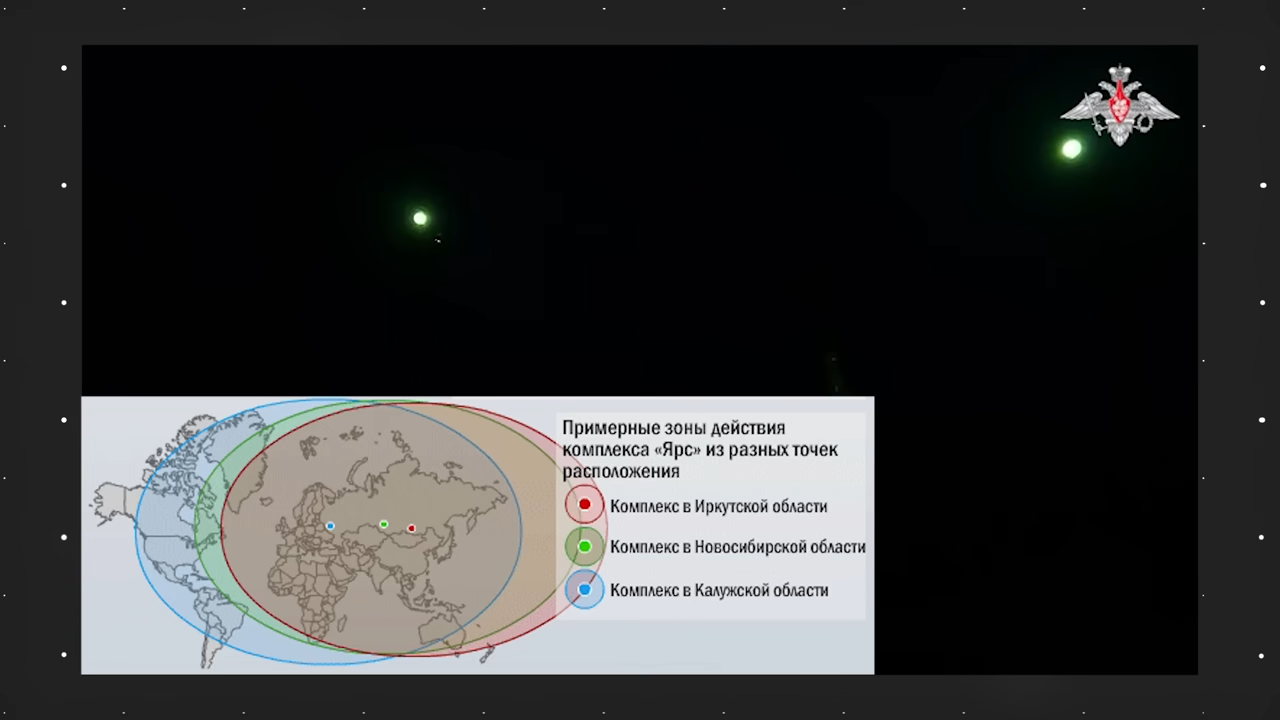 Примерные зоны действия
комплекса «Ярс» из разных точек
расположения
Комплекс в Иркутской области
Комплекс в Новосибирской области
Комплекс в Калужской области